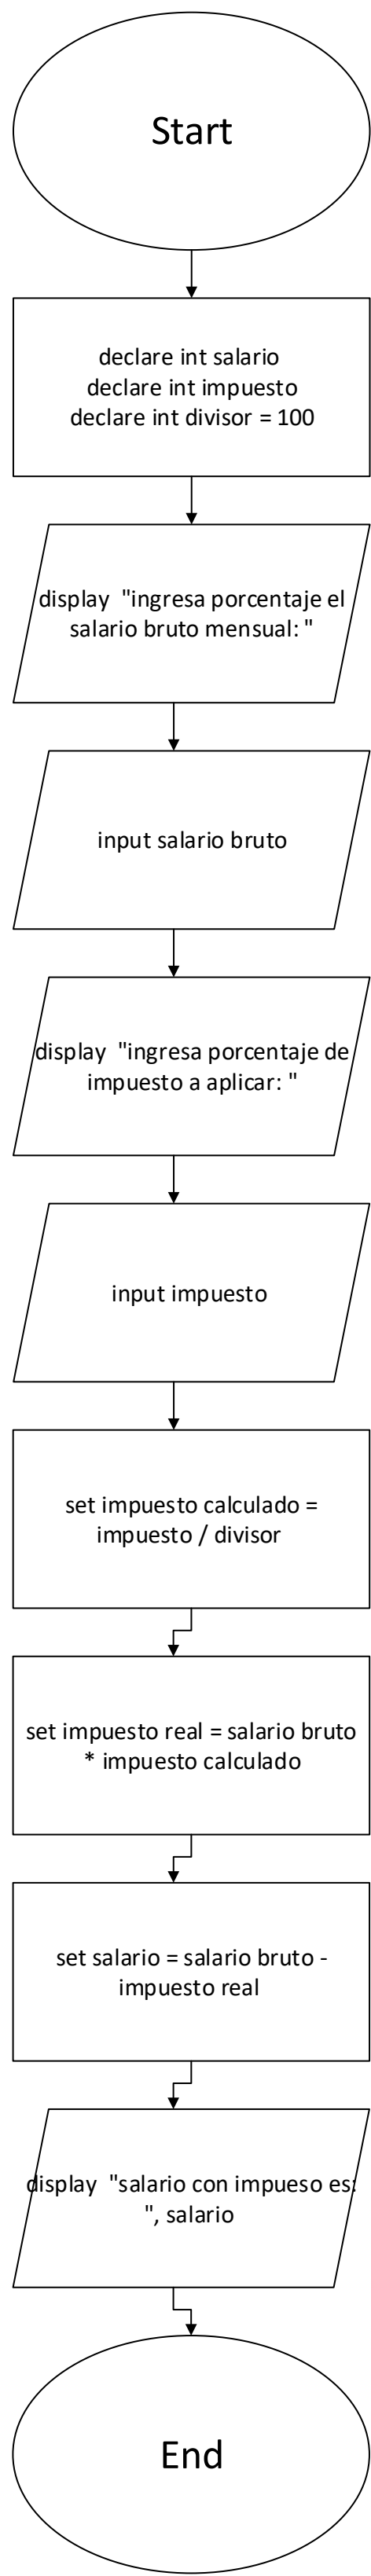 Start
declare int salario
declare int impuesto
declare int divisor = 100
display  "ingresa porcentaje el
salario bruto mensual: "
input salario bruto
display  "ingresa porcentaje de
impuesto a aplicar: "
input impuesto
set impuesto calculado =
impuesto / divisor
set impuesto real = salario bruto
* impuesto calculado
set salario = salario bruto -
impuesto real
display  "salario con impueso es:
", salario
End